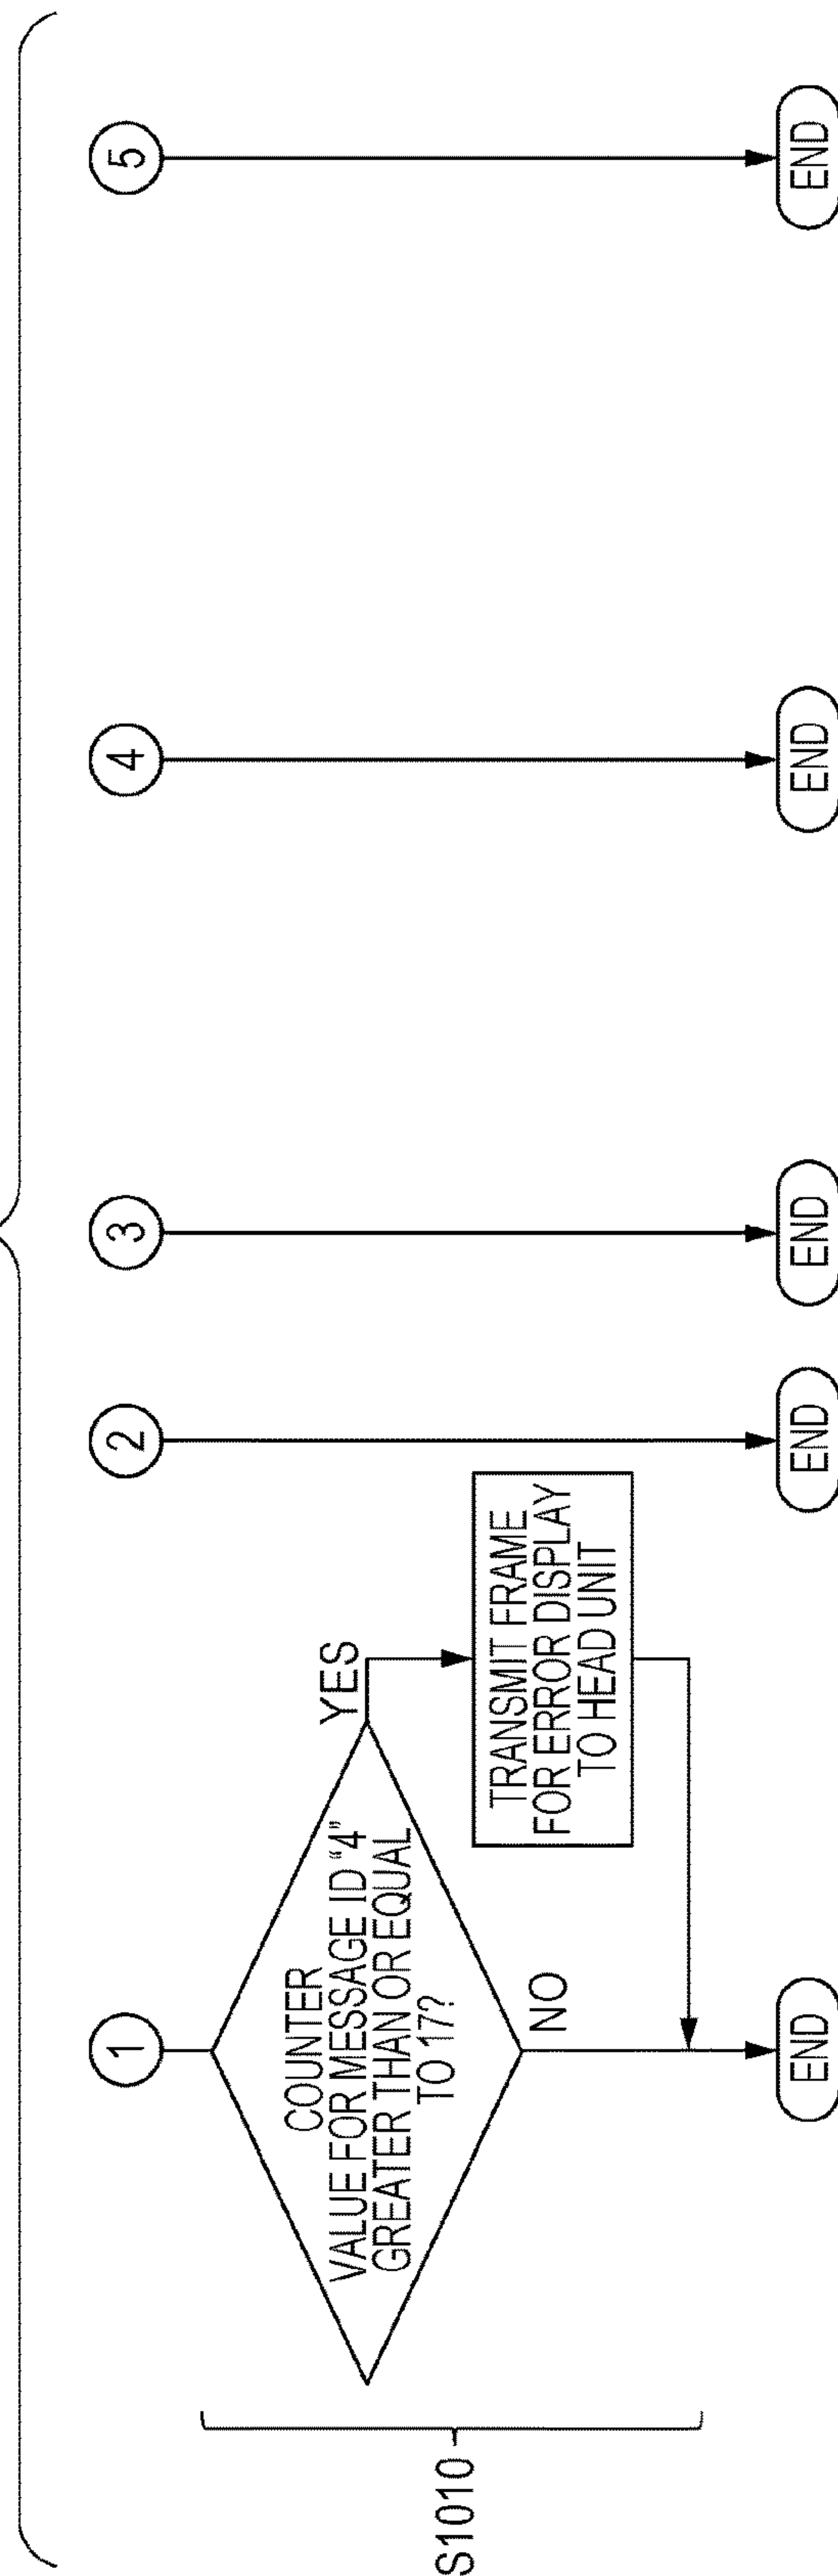 1
2
3
4
5
COUNTER
VALUE FOR MESSAGE ID "4"
GREATER THAN OR EQUAL
TO 17?
YES
NO
TRANSMIT FRAME
FOR ERROR DISPLAY
TO HEAD UNIT
S1010
END
END
END
END
END